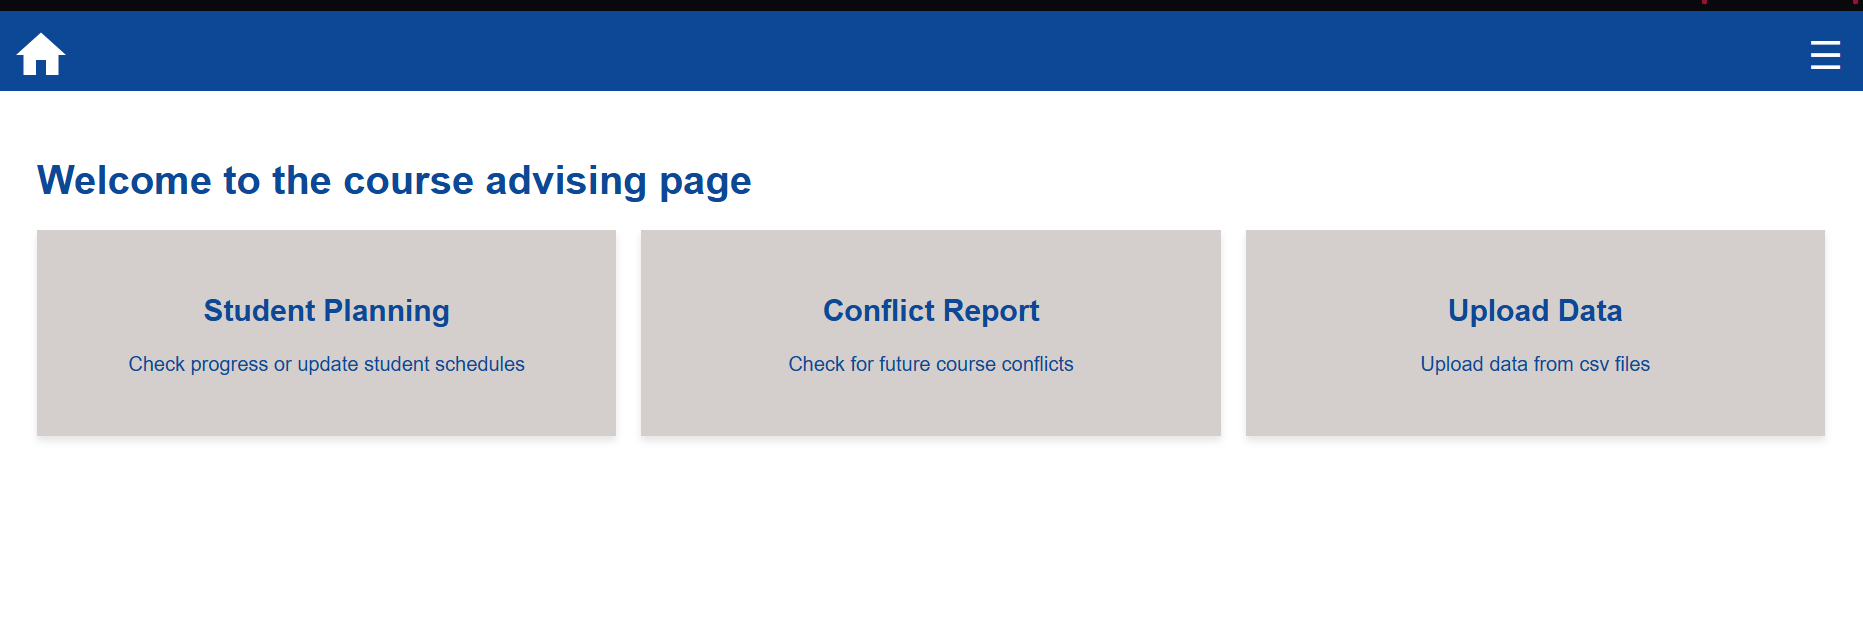 Welcome to the course advising page
Student Planning
Check progress or update student schedules
Conflict Report
Check for future course conflicts
Upload Data
Upload data from csv files